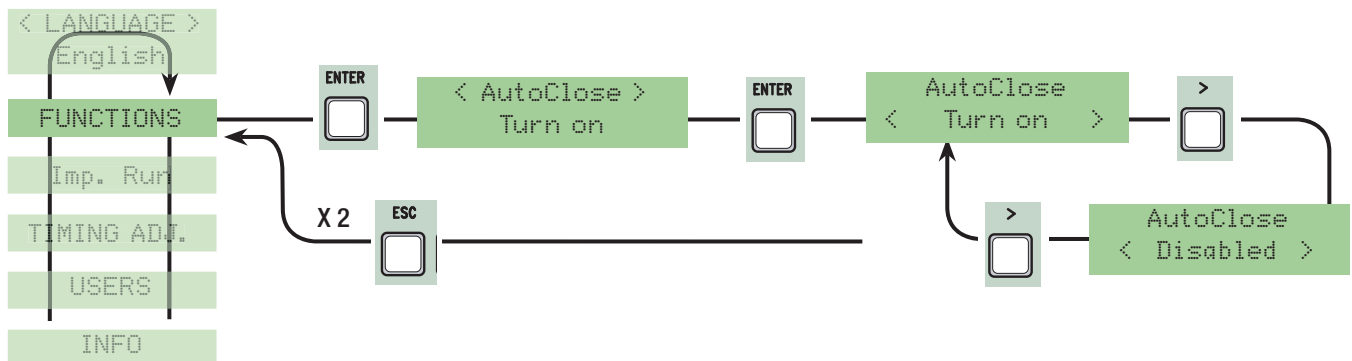 < LANGUAGE >
English
FUNCTIONS
Imp. Run
TIMING ADJ.
USERS
INFO
ENTER
< AutoClose >
Turn on
ENTER
AutoClose
< Turn on >
>
AutoClose
< Disabled >
>
ESC
X 2